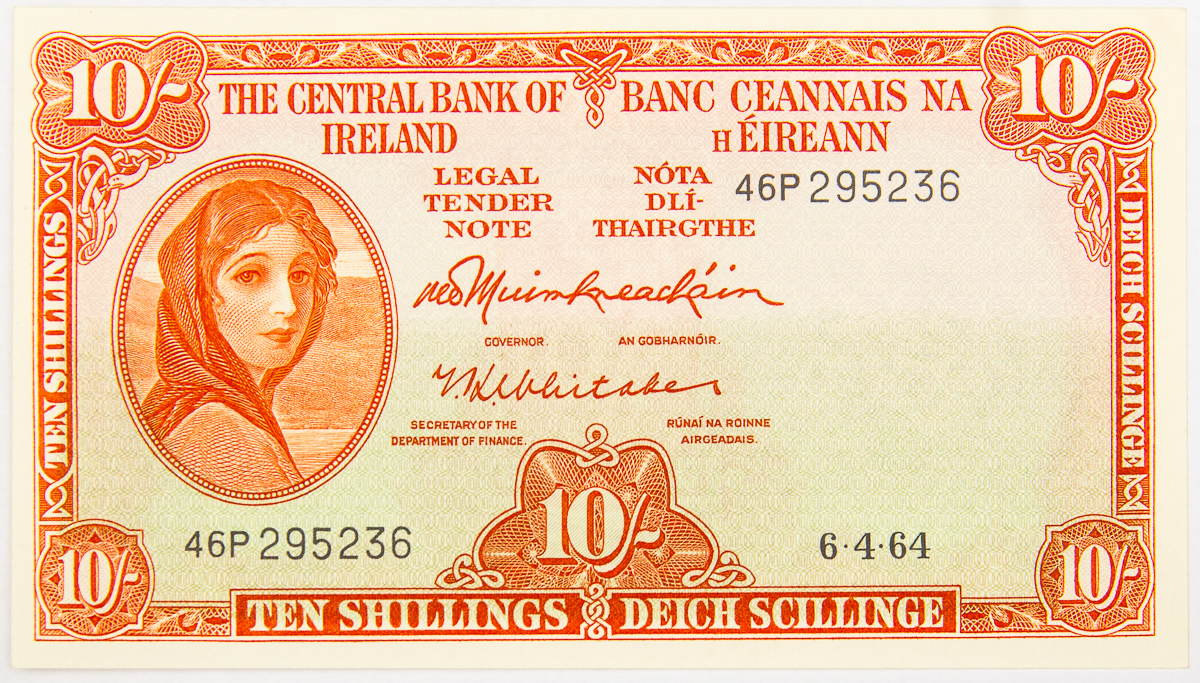 10/-
10/-
THE CENTRAL BANK OF
IRELAND
BANC CEANNAIS NA
H ÉIREANN
LEGAL
TENDER
NOTE
NÓTA
DLÍ-
THAIRGTHE
46P 295236
TEN SHILLINGS
DEICH SCILLINGE
M Ó Muimhneacháin
GOVERNOR. AN GOBHARNÓIR.
T.K. Whitaker
SECRETARY OF THE
DEPARTMENT OF FINANCE.
RÚNAÍ NA ROINNE
AIRGEADAIS.
46P 295236
10/-
6·4·64
10/-
10/-
TEN SHILLINGS DEICH SCILLINGE